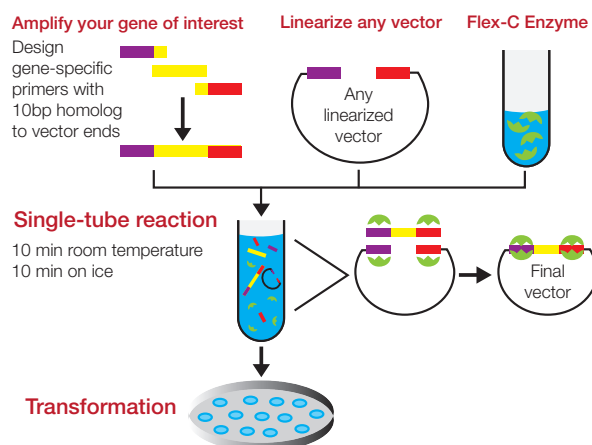 Amplify your gene of interest
Design
gene-specific
primers with
10bp homolog
to vector ends
Linearize any vector
Any
linearized
vector
Flex-C Enzyme
Single-tube reaction
10 min room temperature
10 min on ice
Final
vector
Transformation